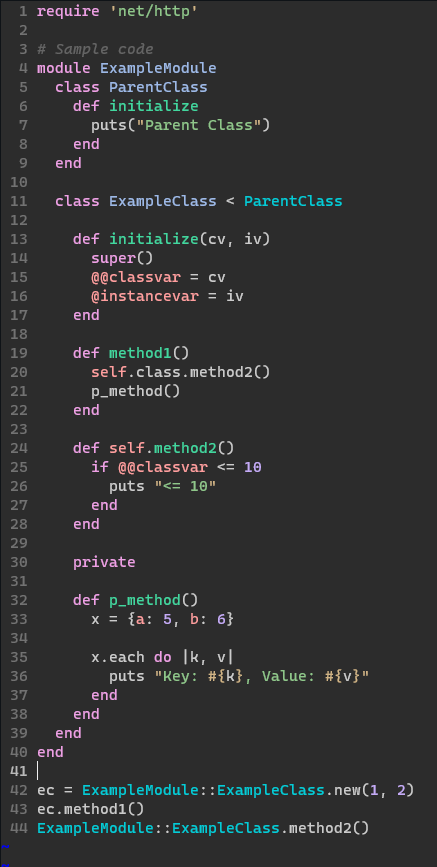 1 require 'net/http'
2
3 # Sample code
4 module ExampleModule
5   class ParentClass
6     def initialize
7       puts("Parent Class")
8     end
9   end
10
11   class ExampleClass < ParentClass
12
13     def initialize(cv, iv)
14       super()
15       @@classvar = cv
16       @instancevar = iv
17     end
18
19     def method1()
20       self.class.method2()
21       p_method()
22     end
23
24     def self.method2()
25       if @@classvar <= 10
26         puts "<= 10"
27       end
28     end
29
30     private
31
32     def p_method()
33       x = {a: 5, b: 6}
34
35       x.each do |k, v|
36         puts "Key: #{k}, Value: #{v}"
37       end
38     end
39   end
40 end
41
42 ec = ExampleModule::ExampleClass.new(1, 2)
43 ec.method1()
44 ExampleModule::ExampleClass.method2()
~
~